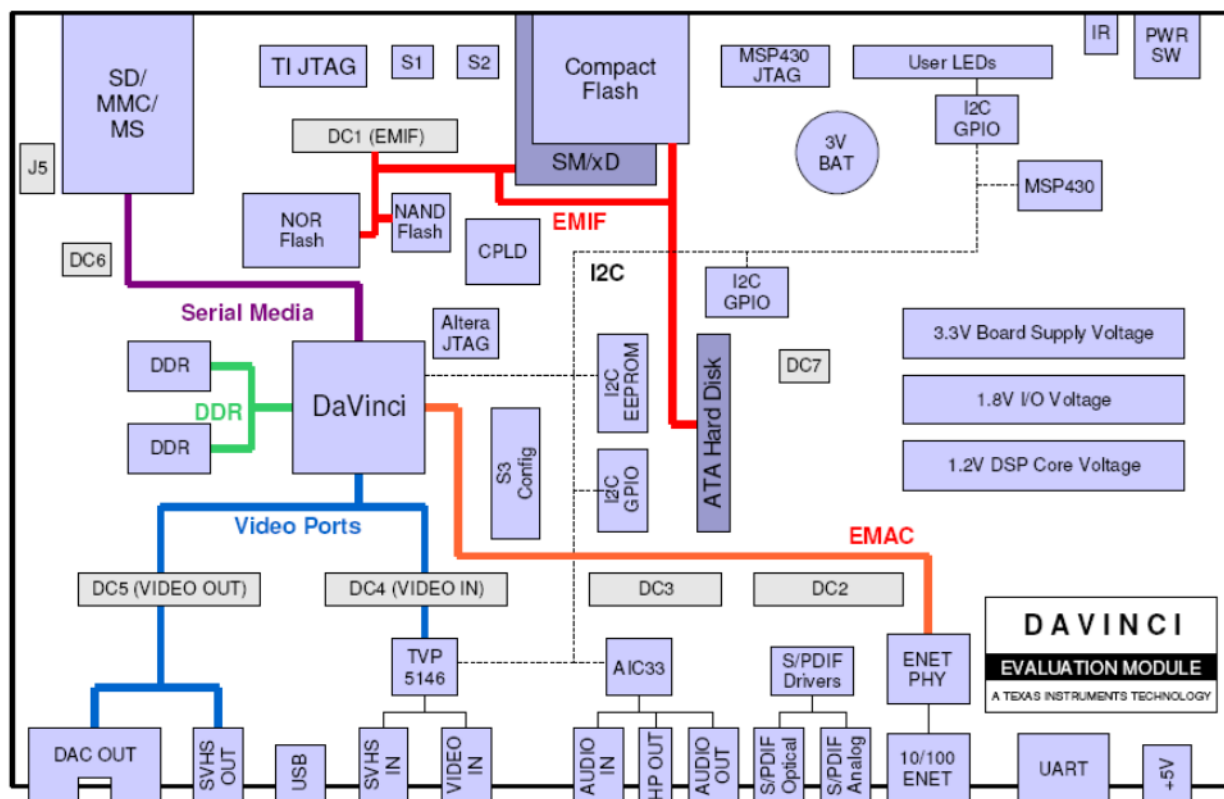 SD/
MMC/
MS
TI JTAG
S1
S2
Compact
Flash
SM/xD
MSP430
JTAG
User LEDs
IR
PWR
SW
I2C
GPIO
3V
BAT
MSP430
J5
DC1 (EMIF)
NOR
Flash
NAND
Flash
CPLD
EMIF
I2C
I2C
GPIO
DC6
Serial Media
Altera
JTAG
DDR
DDR
DDR
DaVinci
I2C
EEPROM
S3
Config
I2C
GPIO
ATA Hard Disk
DC7
3.3V Board Supply Voltage
1.8V I/O Voltage
1.2V DSP Core Voltage
Video Ports
EMAC
DC5 (VIDEO OUT)
DC4 (VIDEO IN)
DC3
DC2
TVP
5146
AIC33
S/PDIF
Drivers
ENET
PHY
DAVINCI
EVALUATION MODULE
A TEXAS INSTRUMENTS TECHNOLOGY
DAC OUT
SVHS
OUT
USB
SVHS
IN
VIDEO
IN
AUDIO
IN
HP OUT
AUDIO
OUT
S/PDIF
Optical
S/PDIF
Analog
10/100
ENET
UART
+5V